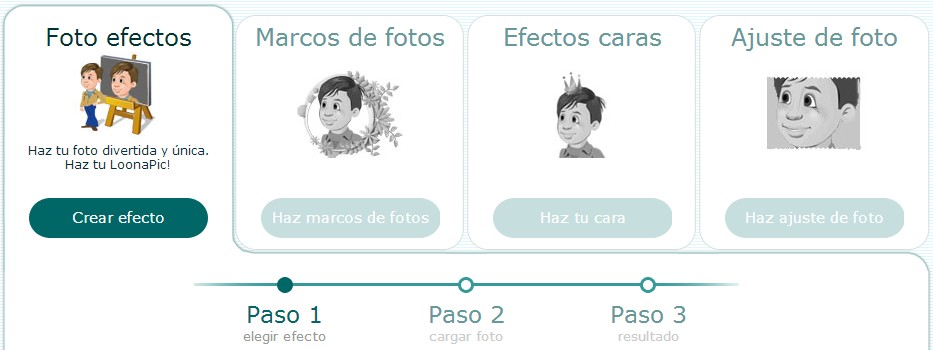 Foto efectos
Haz tu foto divertida y única.
Haz tu LoonaPic!
Crear efecto
Marcos de fotos
Haz marcos de fotos
Efectos caras
Haz tu cara
Ajuste de foto
Haz ajuste de foto
Paso 1
elegir efecto
Paso 2
cargar foto
Paso 3
resultado